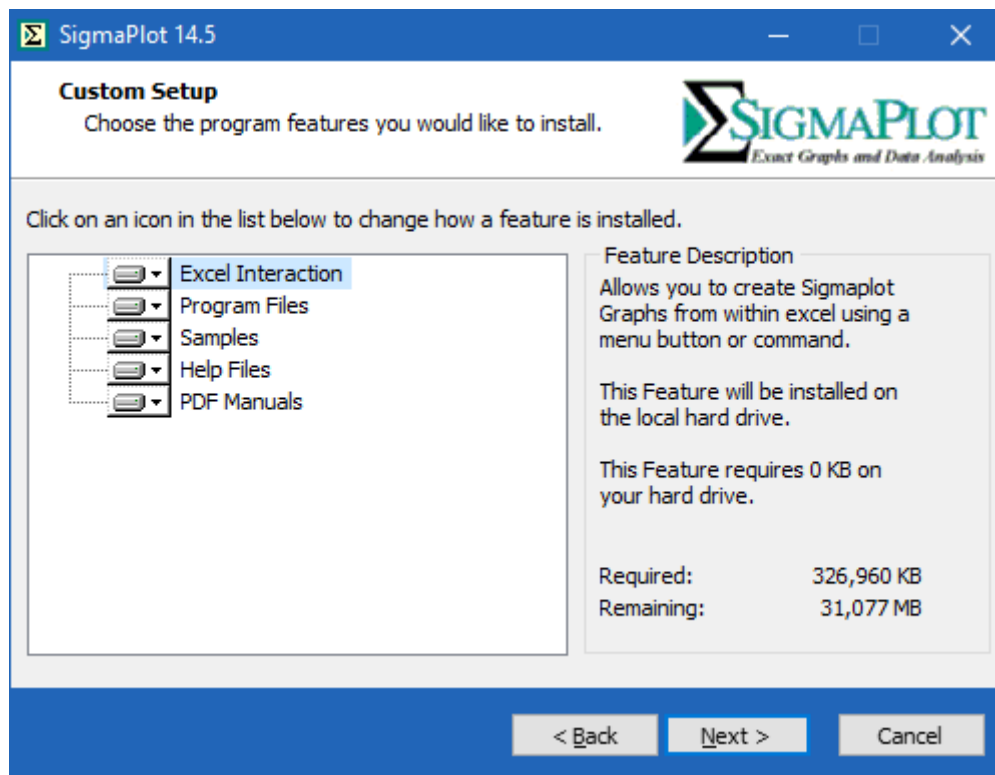 SigmaPlot 14.5
Custom Setup
Choose the program features you would like to install.
SIGMAPLOT
Exact Graphs and Data Analysis
Click on an icon in the list below to change how a feature is installed.
Excel Interaction
Program Files
Samples
Help Files
PDF Manuals
Feature Description
Allows you to create Sigmaplot
Graphs from within excel using a
menu button or command.
This Feature will be installed on
the local hard drive.
This Feature requires 0 KB on
your hard drive.
Required: 326,960 KB
Remaining: 31,077 MB
< Back
Next >
Cancel